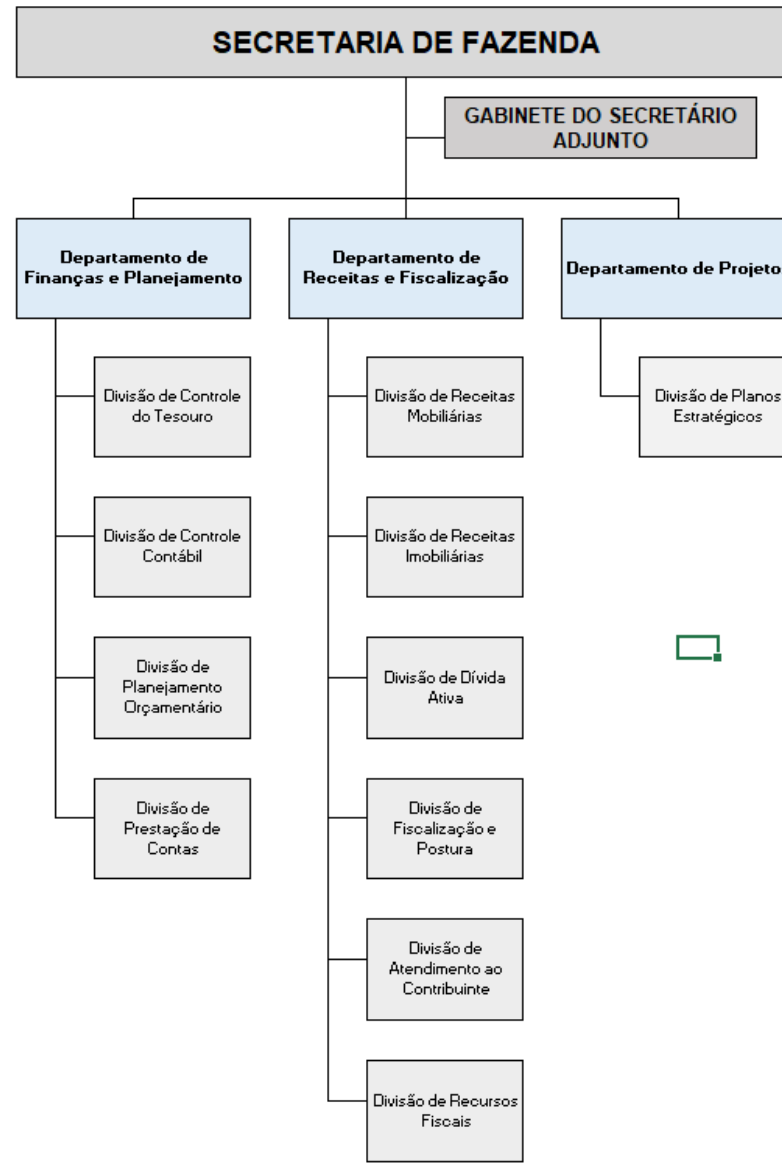 SECRETARIA DE FAZENDA
GABINETE DO SECRETÁRIO
ADJUNTO
Departamento de
Finanças e Planejamento
Departamento de
Receitas e Fiscalização
Departamento de Projeto
Divisão de Controle
do Tesouro
Divisão de Receitas
Mobiliárias
Divisão de Planos
Estratégicos
Divisão de Controle
Contábil
Divisão de Receitas
Imobiliárias
Divisão de
Planejamento
Orçamentário
Divisão de Dívida
Ativa
Divisão de
Prestação de
Contas
Divisão de
Fiscalização e
Postura
Divisão de
Atendimento ao
Contribuinte
Divisão de Recursos
Fiscais